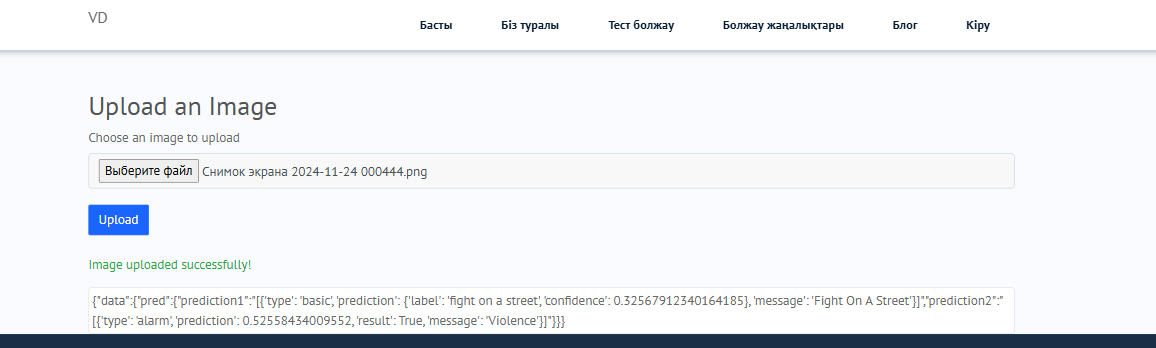 VD
Басты Біз туралы Тест болжау Болжау жаңалықтары Блог Кіру
Upload an Image
Choose an image to upload
Выберите файл Снимок экрана 2024-11-24 000444.png
Upload
Image uploaded successfully!
{"data":{"pred":{"prediction1":"[{'type': 'basic', 'prediction': {'label': 'fight on a street', 'confidence': 0.32567912340164185}, 'message': 'Fight On A Street'}]","prediction2":"
[{'type': 'alarm', 'prediction': 0.52558434009552, 'result': True, 'message': 'Violence'}]"}}}